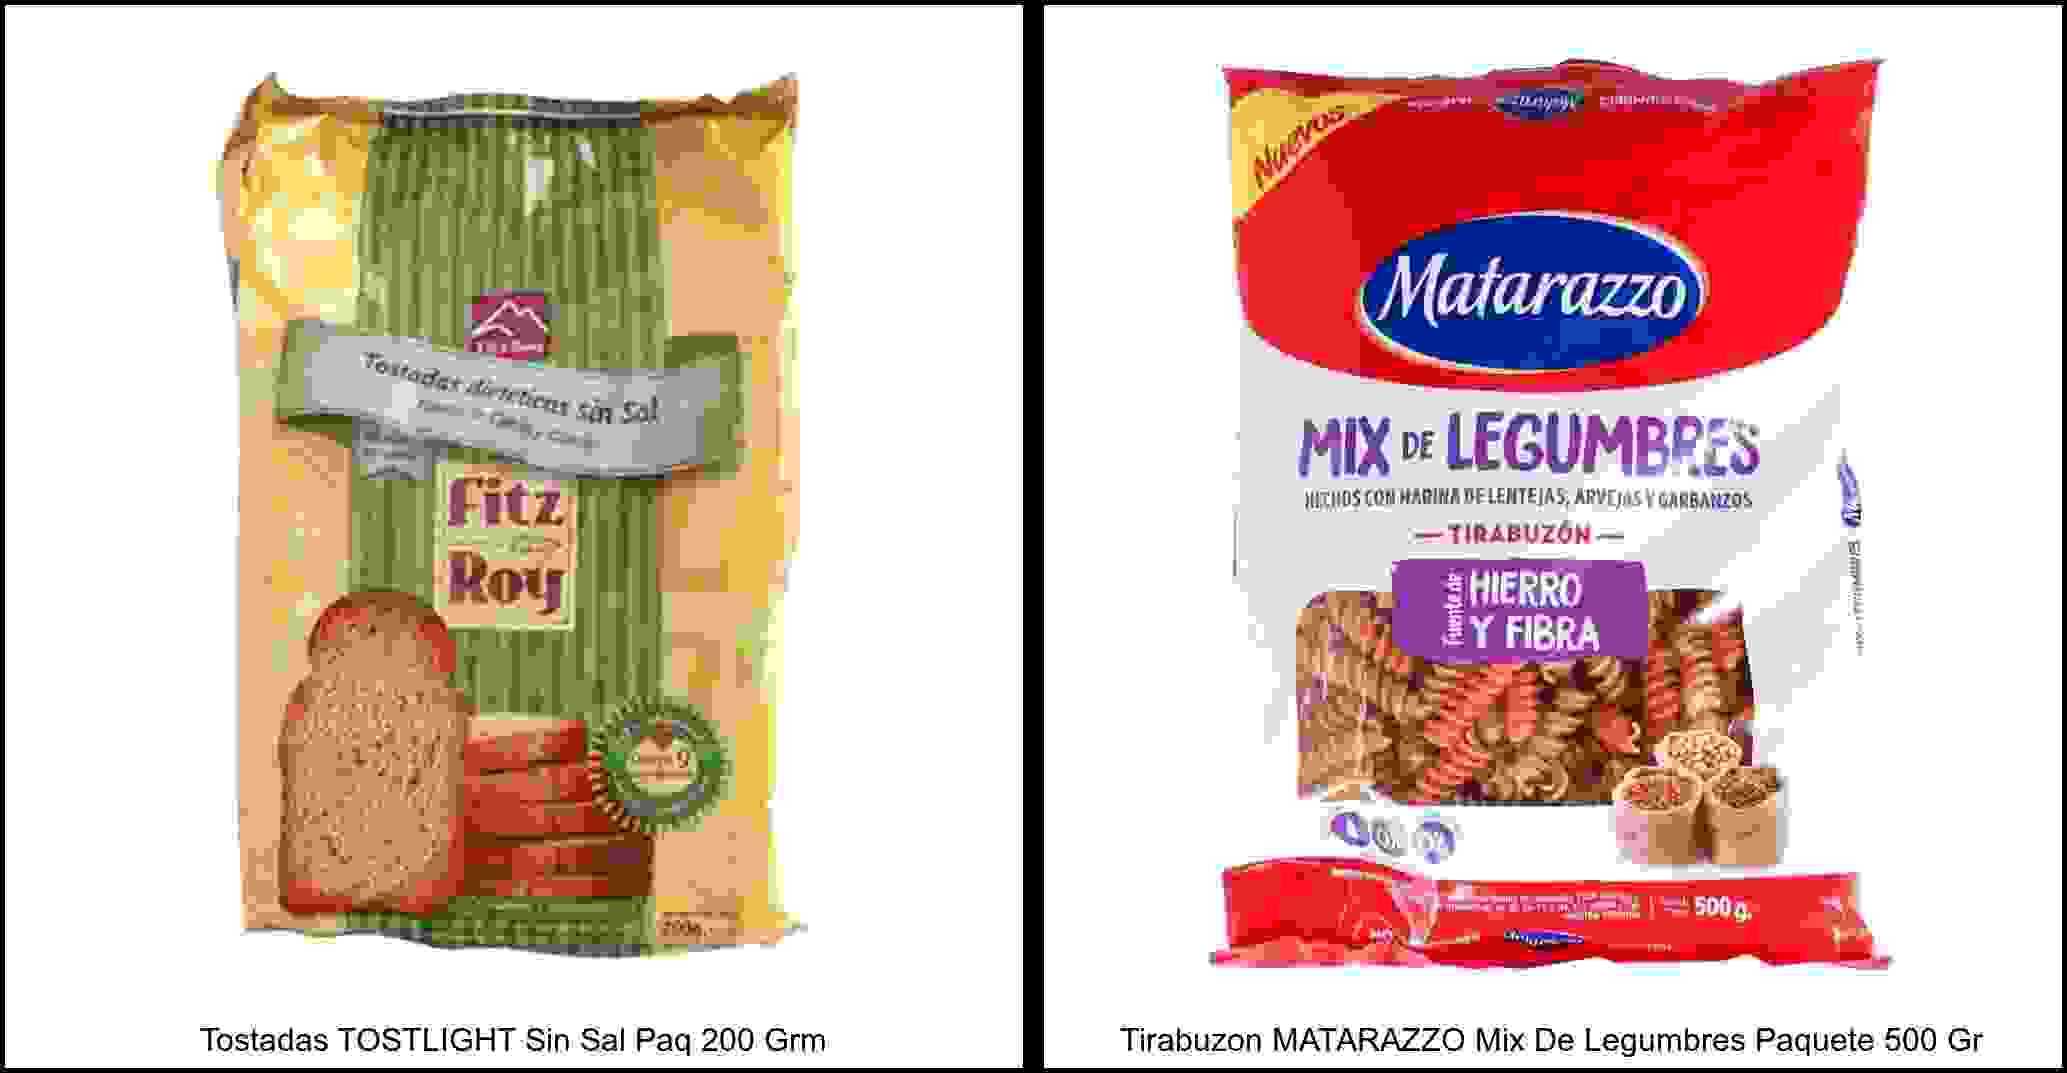 Tostadas dieteticas sin Sal
Fitz
Roy
200g
Tostadas TOSTLIGHT Sin Sal Paq 200 Grm
Nuevos
Matarazzo
MIX DE LEGUMBRES
HECHOS CON HARINA DE LENTEJAS, ARVEJAS Y GARBANZOS
TIRABUZÓN
Fuente de
HIERRO
Y FIBRA
500 g.
Tirabuzon MATARAZZO Mix De Legumbres Paquete 500 Gr